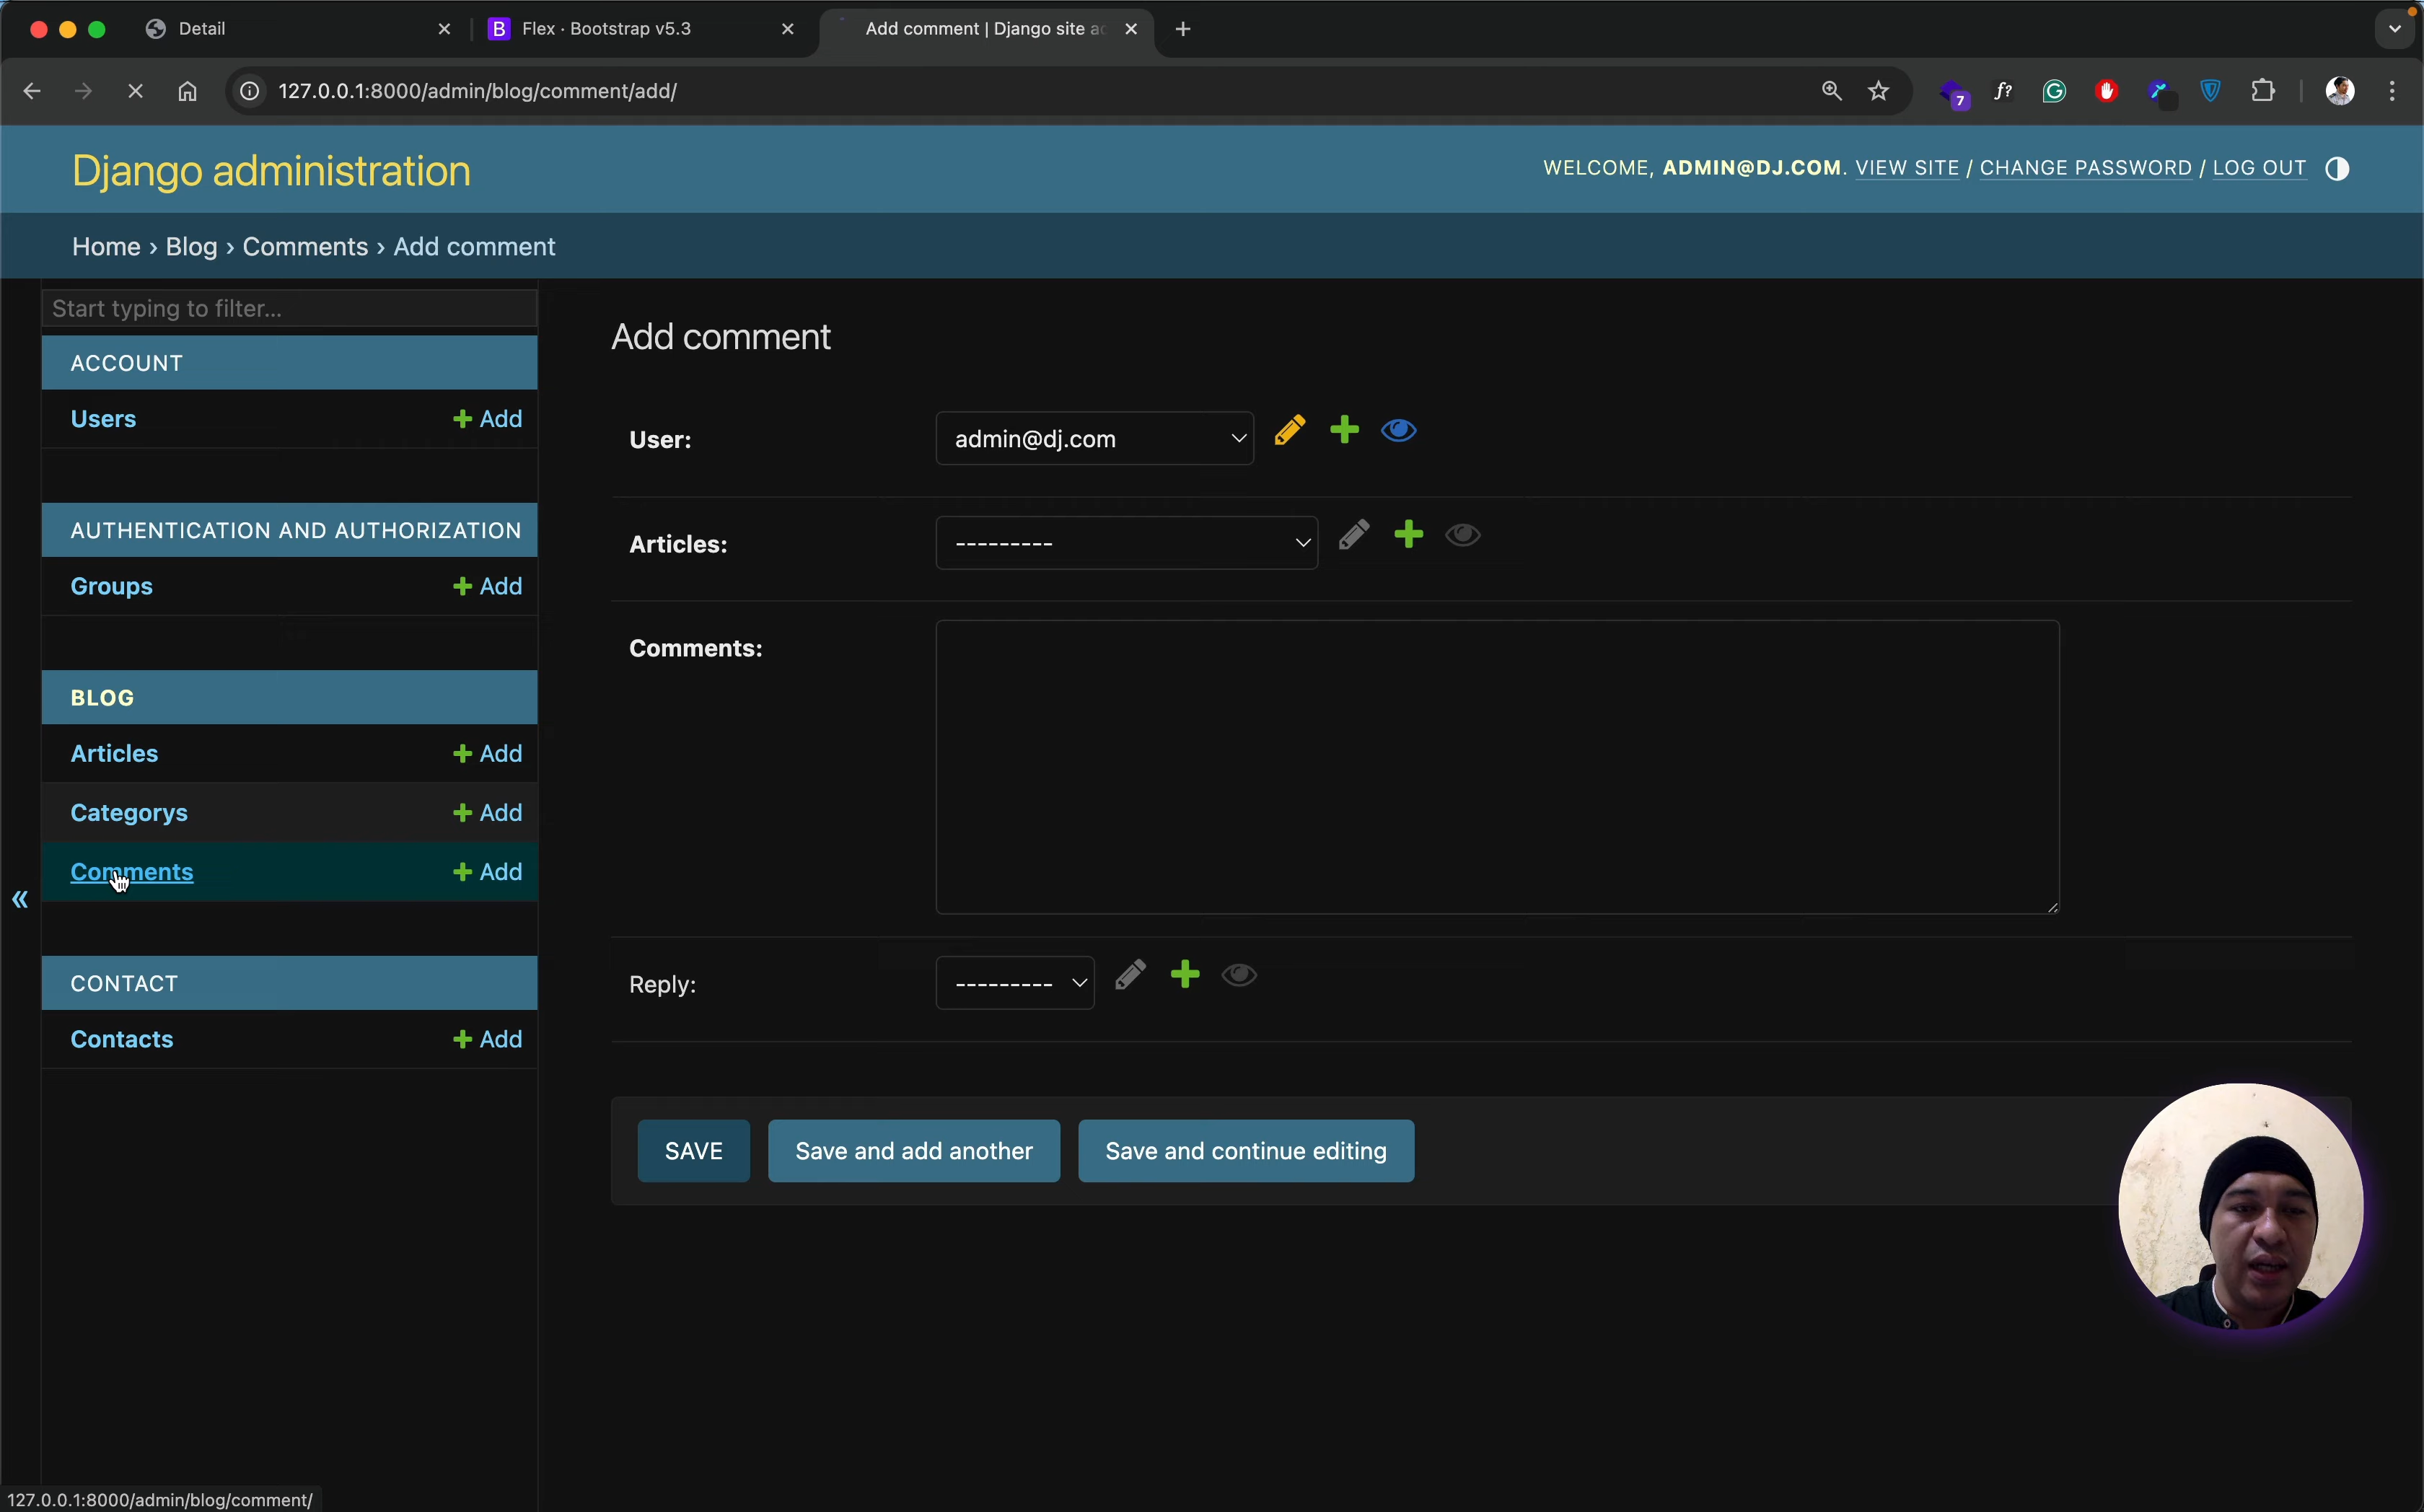 Detail
Flex · Bootstrap v5.3
Add comment | Django site ac
127.0.0.1:8000/admin/blog/comment/add/
7
f?
Django administration
WELCOME, ADMIN@DJ.COM. VIEW SITE / CHANGE PASSWORD / LOG OUT
Home › Blog › Comments › Add comment
Start typing to filter...
ACCOUNT
Users + Add
AUTHENTICATION AND AUTHORIZATION
Groups + Add
BLOG
Articles + Add
Categorys + Add
Comments + Add
«
CONTACT
Contacts + Add
Add comment
User: admin@dj.com
Articles: ---------
Comments:
Reply: ---------
SAVE
Save and add another
Save and continue editing
127.0.0.1:8000/admin/blog/comment/